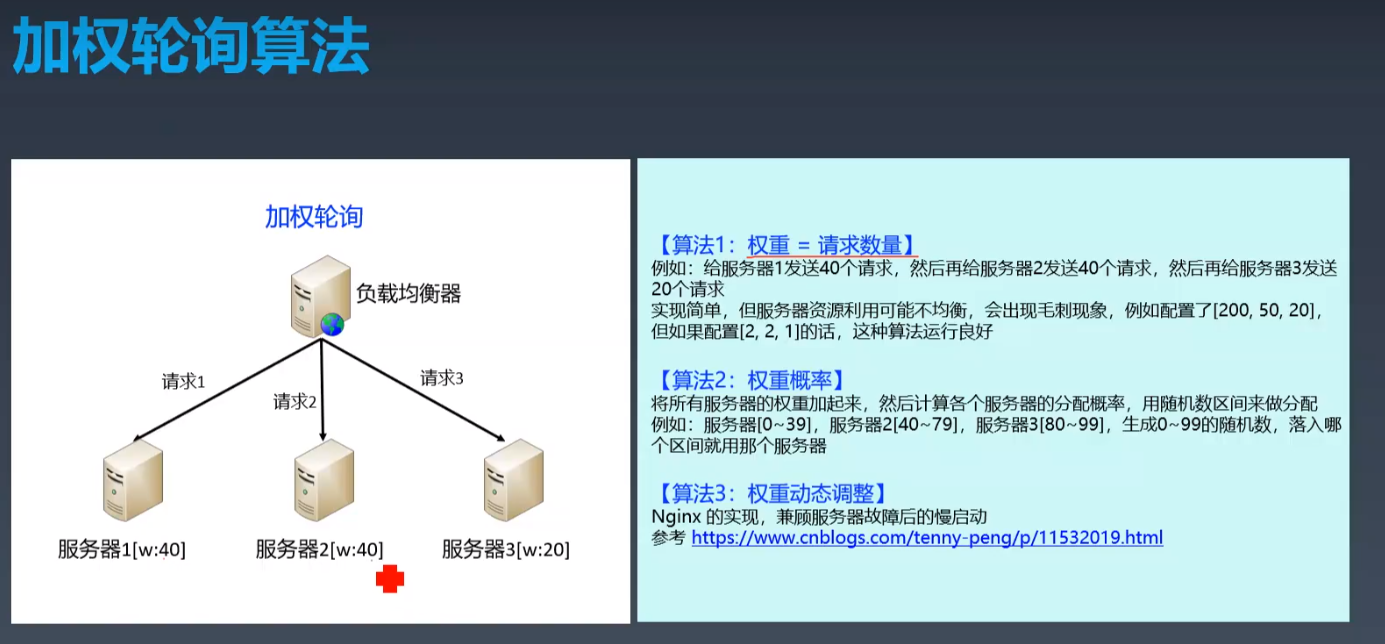 加权轮询算法
加权轮询
负载均衡器
请求1
请求2
请求3
服务器1[w:40]
服务器2[w:40]
服务器3[w:20]
【算法1：权重 = 请求数量】
例如：给服务器1发送40个请求，然后再给服务器2发送40个请求，然后再给服务器3发送
20个请求
实现简单，但服务器资源利用可能不均衡，会出现毛刺现象，例如配置了[200, 50, 20]，
但如果配置[2, 2, 1]的话，这种算法运行良好
【算法2：权重概率】
将所有服务器的权重加起来，然后计算各个服务器的分配概率，用随机数区间来做分配
例如：服务器[0~39]，服务器2[40~79]，服务器3[80~99]，生成0~99的随机数，落入哪
个区间就用那个服务器
【算法3：权重动态调整】
Nginx 的实现，兼顾服务器故障后的慢启动
参考 https://www.cnblogs.com/tenny-peng/p/11532019.html